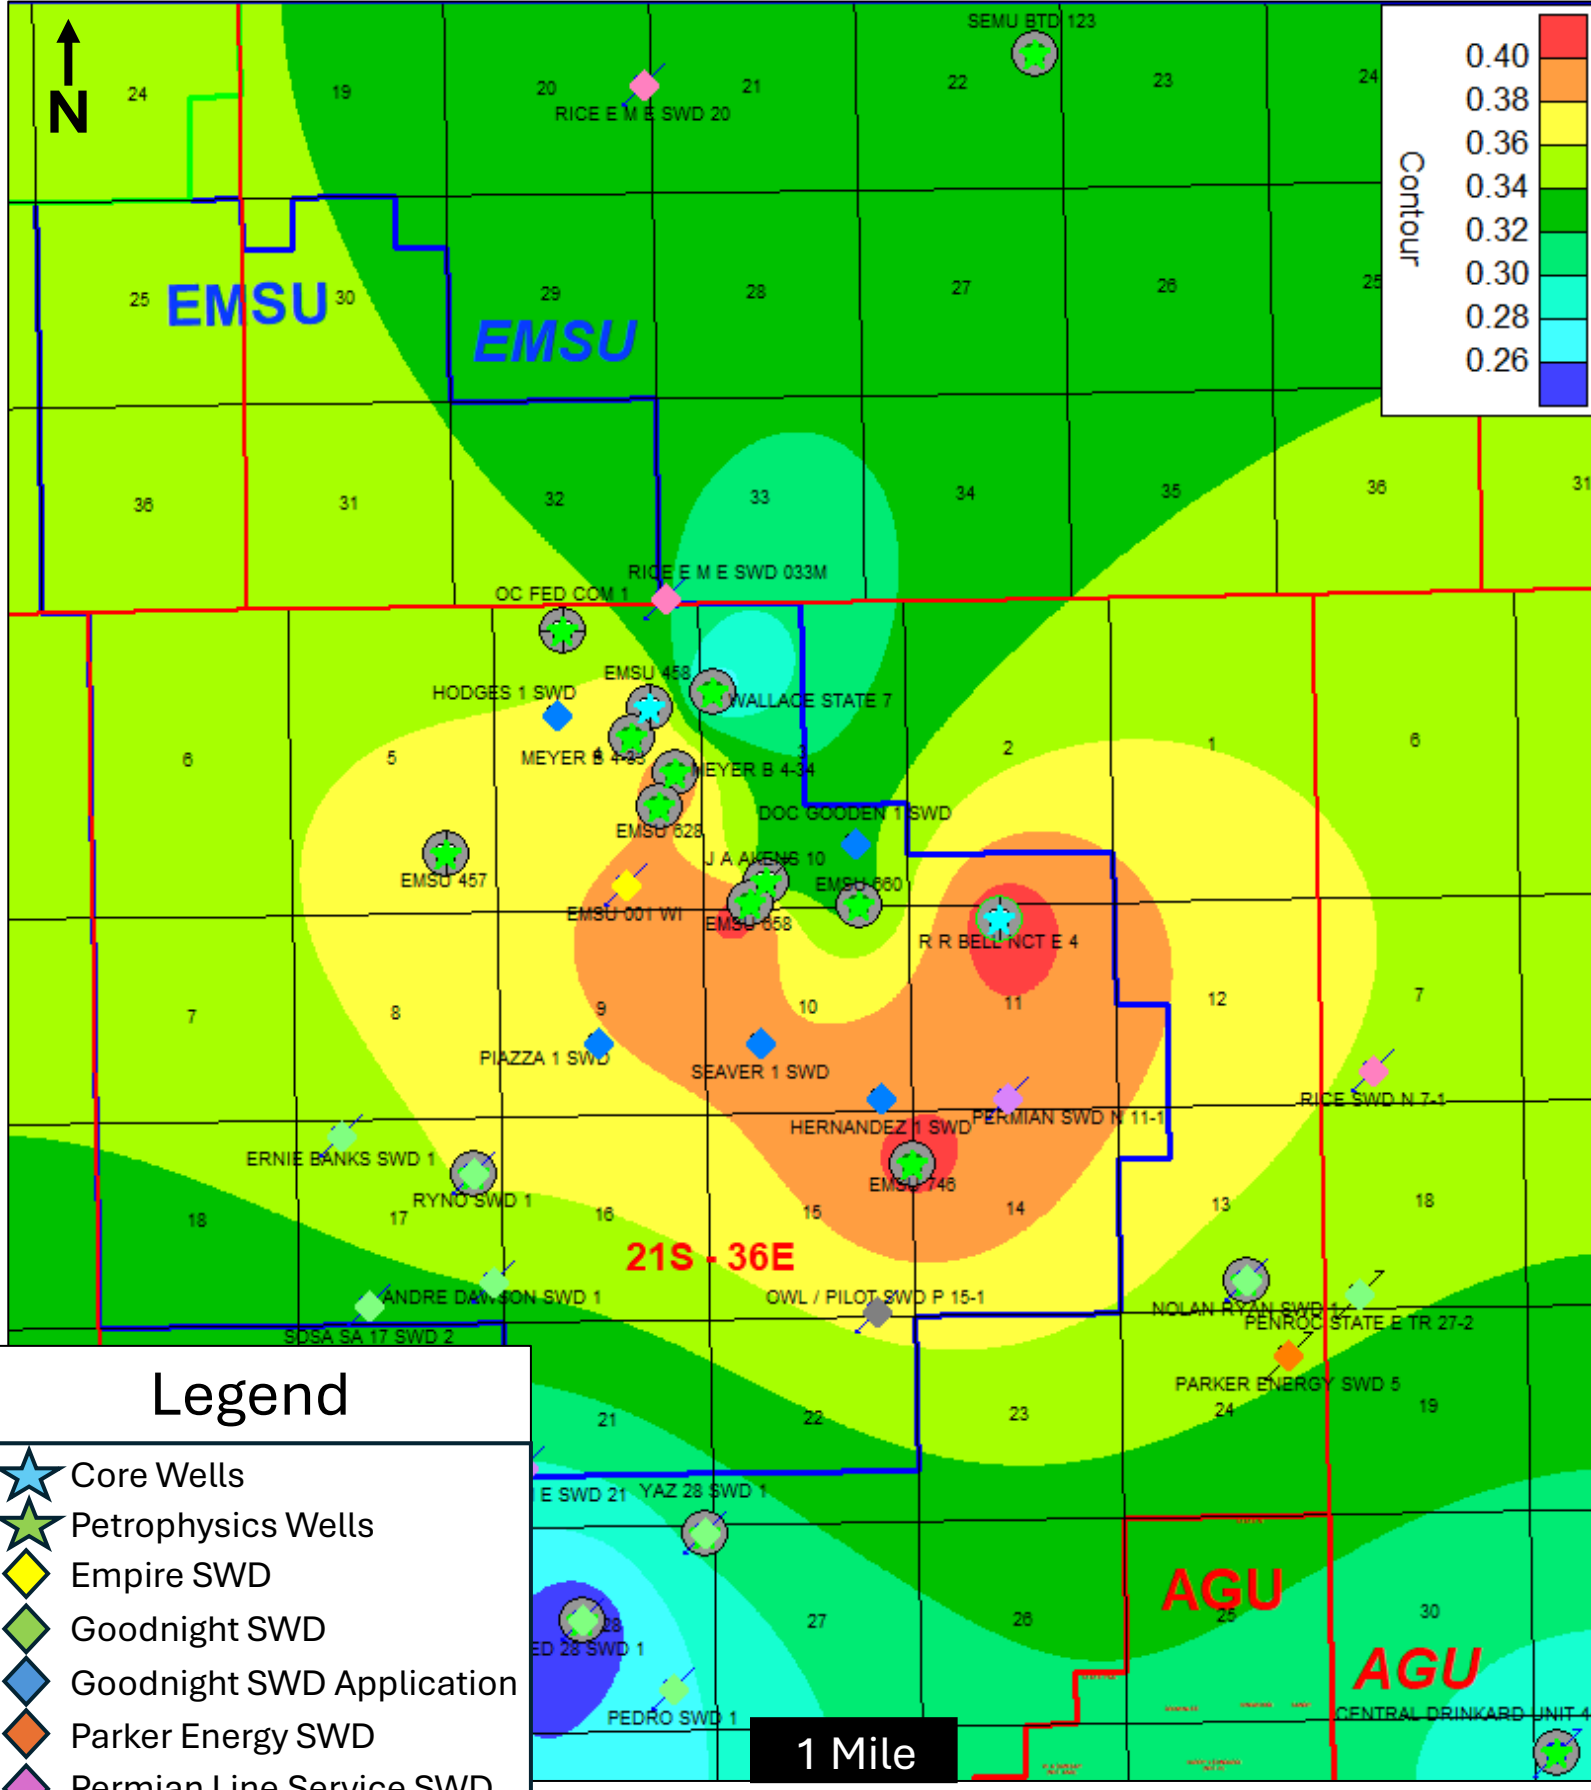 SEMU BTD 123
N
24
19
20
21
22
23
24
RICE E M E SWD 20
0.40
0.38
0.36
0.34
0.32
0.30
0.28
0.26
Contour
25
EMSU
30
29
28
27
26
25
EMSU
36
31
32
33
34
35
36
31
RICE E M E SWD 033M
OC FED COM 1
EMSU 458
HODGES 1 SWD
WALLACE STATE 7
6
5
4
MEYER B 4-33
MEYER B 4-34
3
2
1
6
DOC GOODEN 1 SWD
EMSU 628
J A AKENS 10
EMSU 457
EMSU 660
EMSU 001 WI
EMSU 658
R R BELL NCT E 4
7
8
9
10
11
12
7
PIAZZA 1 SWD
SEAVER 1 SWD
RICE SWD N 7-1
HERNANDEZ 1 SWD
PERMIAN SWD N 11-1
ERNIE BANKS SWD 1
RYNO SWD 1
EMSU 746
18
17
16
15
14
13
18
21S - 36E
ANDRE DAWSON SWD 1
OWL / PILOT SWD P 15-1
NOLAN RYAN SWD 1
PENROC STATE E TR 27-2
SOSA SA 17 SWD 2
PARKER ENERGY SWD 5
21
22
23
24
19
E SWD 21
YAZ 28 SWD 1
AGU
28
27
26
25
30
ED 28 SWD 1
AGU
PEDRO SWD 1
CENTRAL DRINKARD UNIT 4
1 Mile
Legend
Core Wells
Petrophysics Wells
Empire SWD
Goodnight SWD
Goodnight SWD Application
Parker Energy SWD
Permian Line Service SWD